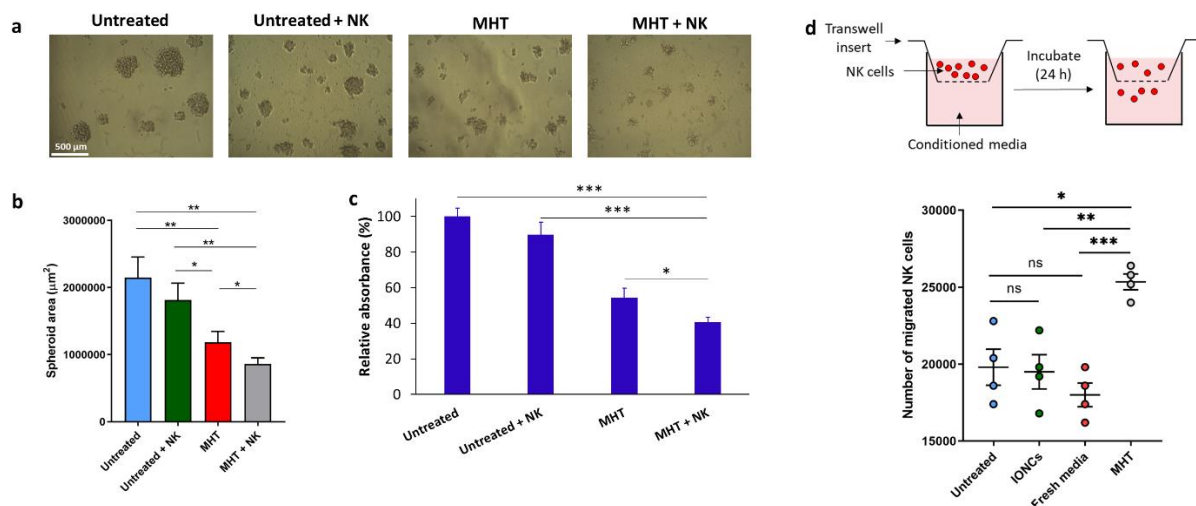 a
Untreated
Untreated + NK
MHT
MHT + NK
500 µm
b
Spheroid area (µm²)
3000000
2000000
1000000
0
**
**
**
*
*
Untreated
Untreated + NK
MHT
MHT + NK
c
Relative absorbance (%)
100
80
60
40
20
0
***
***
*
Untreated
Untreated + NK
MHT
MHT + NK
d
Transwell
insert
NK cells
Incubate
(24 h)
Conditioned media
Number of migrated NK cells
30000
25000
20000
15000
*
**
***
ns
ns
Untreated
IONCs
Fresh media
MHT